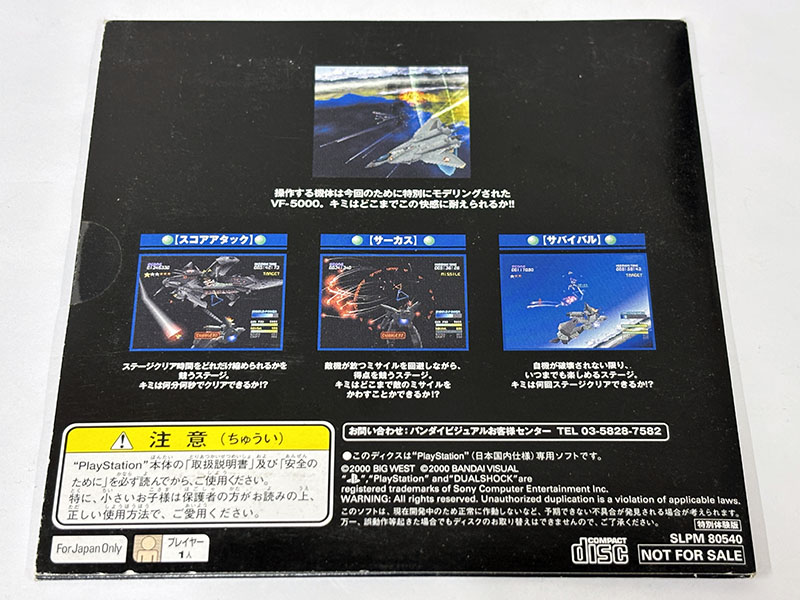 操作する機体は今回のために特別にモデリングされた
VF-5000。キミはどこまでこの快感に耐えられるか!!
【スコアアタック】
【サーカス】
【サバイバル】
TARGET
MISSILE
TARGET
DANGER!!
DANGER!!
ステージクリア時間をどれだけ縮められるかを
競うステージ。
キミは何分何秒でクリアできるか!?
敵機が放つミサイルを回避しながら、
得点を競うステージ。
キミはどこまで敵のミサイルを
かわすことができるか!?
自機が破壊されない限り、
いつまでも楽しめるステージ。
キミは何回ステージクリアできるか!?
注意（ちゅうい）
"PlayStation"本体の「取扱説明書」及び「安全の
ために」を必ず読んでから、ご使用ください。
特に、小さいお子様は保護者の方がお読みの上、
正しい使用方法で、ご愛用ください。
For Japan Only
プレイヤー
1人
お問い合わせ：バンダイビジュアルお客様センター TEL 03-5828-7582
●このディスクは"PlayStation"（日本国内仕様）専用ソフトです。
©2000 BIG WEST ©2000 BANDAI VISUAL
"PS","PlayStation" and"DUALSHOCK"are
registered trademarks of Sony Computer Entertainment Inc.
WARNING: All rights reserved. Unauthorized duplication is a violation of applicable laws.
このソフトは、現在開発中のため正常に動作しないなど、予期できない不具合が発見される場合が考えられます。
万一、誤動作等起きた場合でもディスクのお取り替えはできませんので、ご了承ください。
特別体験版
COMPACT
disc
SLPM 80540
NOT FOR SALE